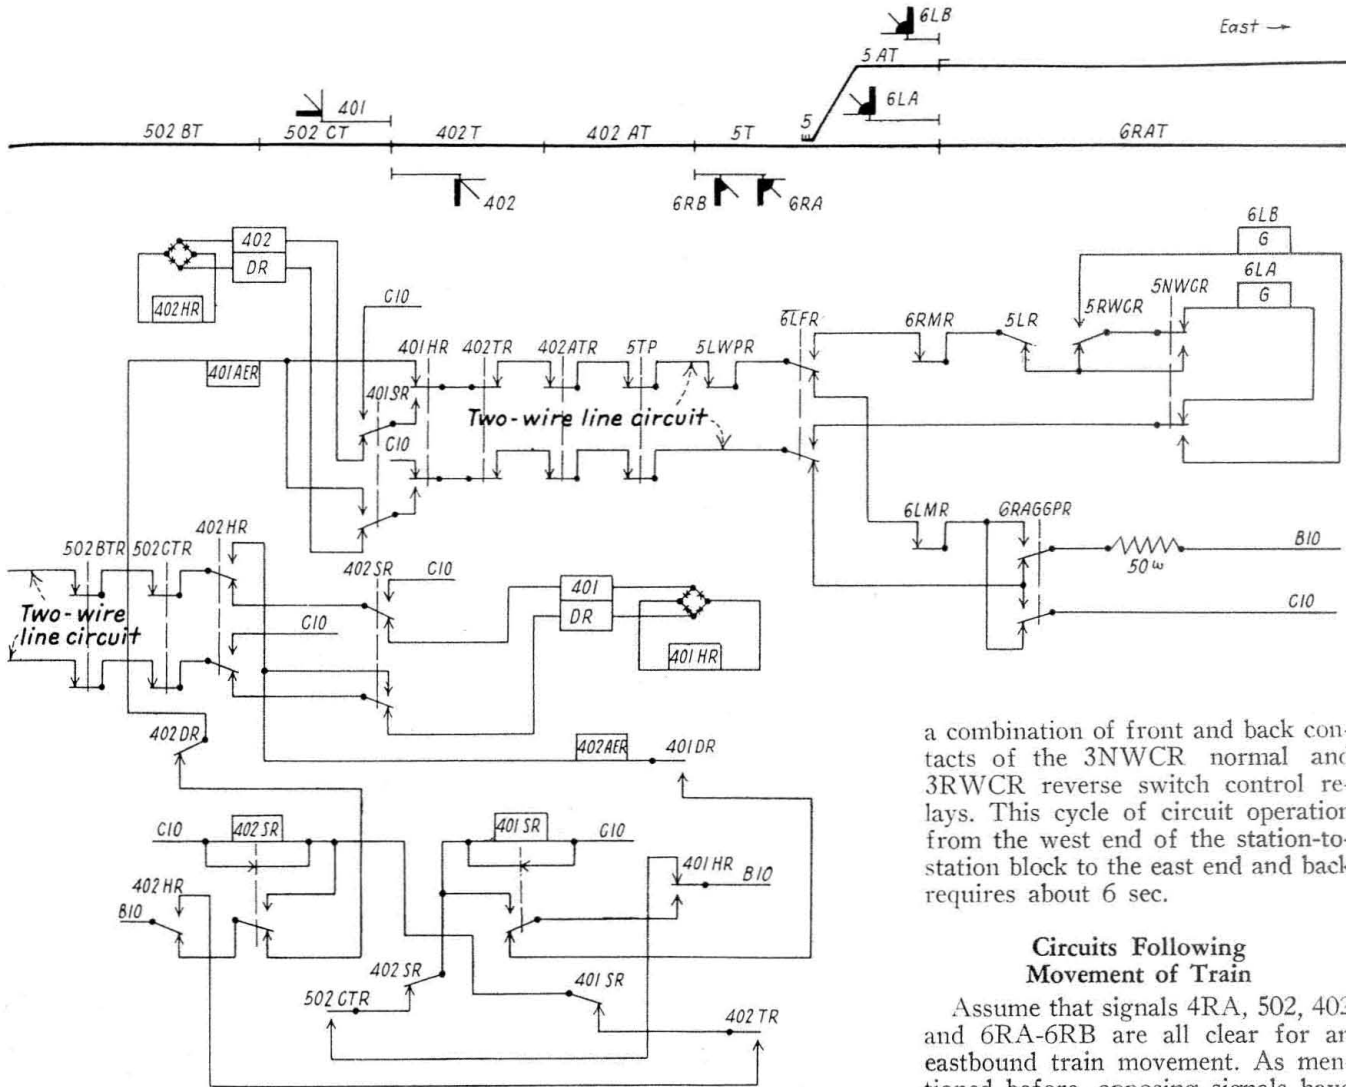 6LB
East →
5 AT
401
6LA
5
502 BT
502 CT
402T
402 AT
5T
6RAT
402
6RB
6RA
6LB
G
402
DR
C10
6LA
G
402HR
5NWCR
5RWCR
6LFR
6RMR
5LR
401HR
402TR
402ATR
5TP
5LWPR
401AER
401SR
Two-wire line circuit
C10
402HR
6LMR
6RAGGPR
502BTR
502CTR
B10
50ω
402SR
C10
401
DR
Two-wire
line circuit
C10
C10
401HR
402DR
402AER
401DR
C10
402SR
401SR
C10
401HR
B10
402HR
B10
402SR
401SR
502CTR
402TR
a combination of front and back con-
tacts of the 3NWCR normal and
3RWCR reverse switch control re-
lays. This cycle of circuit operation
from the west end of the station-to-
station block to the east end and back
requires about 6 sec.
Circuits Following
Movement of Train
Assume that signals 4RA, 502, 402
and 6RA-6RB are all clear for an
eastbound train movement. As men-
tioned before, opposing signals have